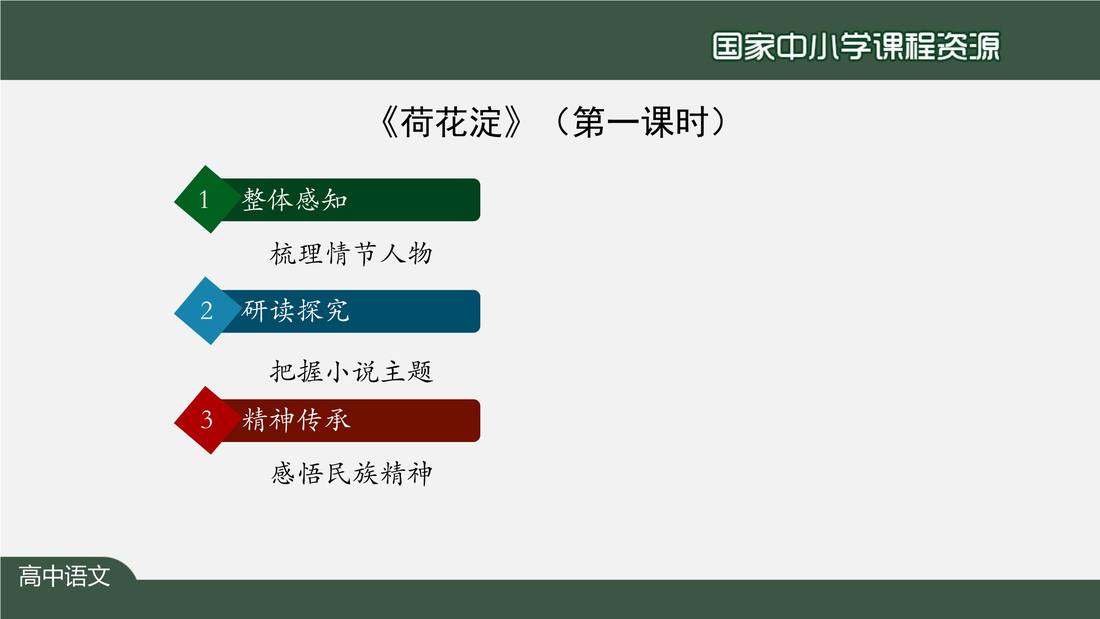 国家中小学课程资源
《荷花淀》（第一课时）
1 整体感知
梳理情节人物
2 研读探究
把握小说主题
3 精神传承
感悟民族精神
高中语文